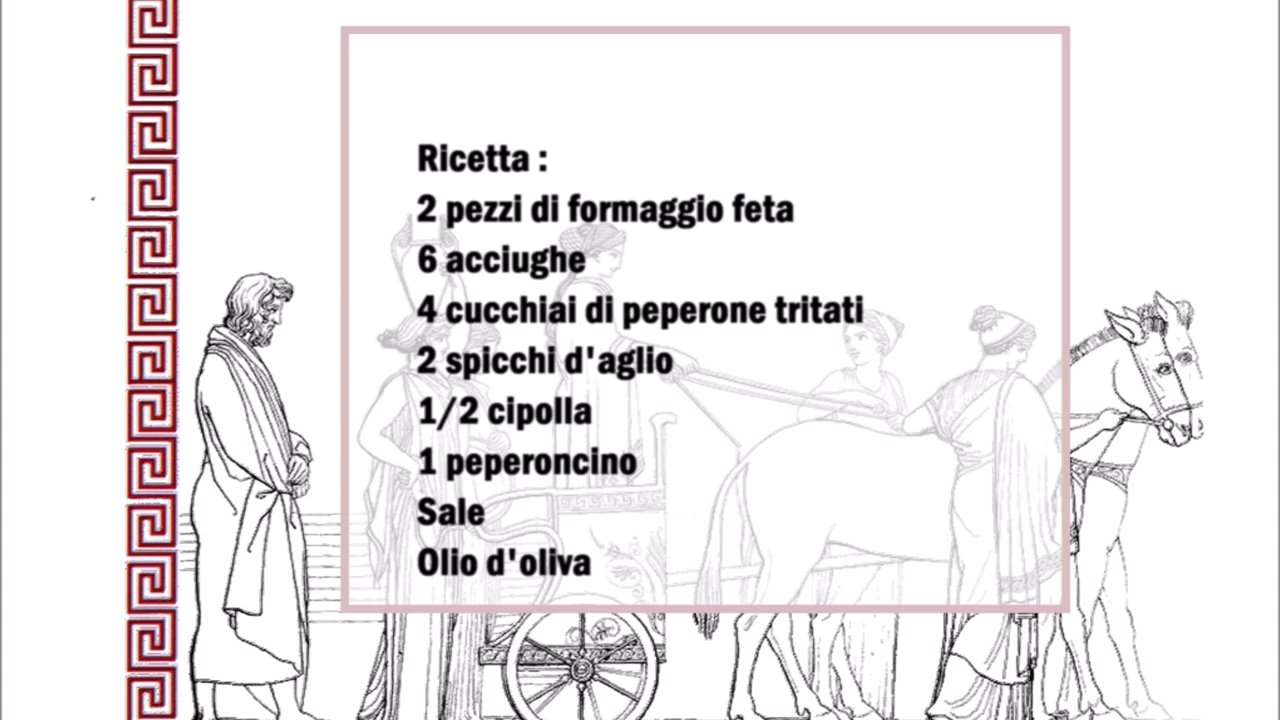 Ricetta :
2 pezzi di formaggio feta
6 acciughe
4 cucchiai di peperone tritati
2 spicchi d'aglio
1/2 cipolla
1 peperoncino
Sale
Olio d'oliva